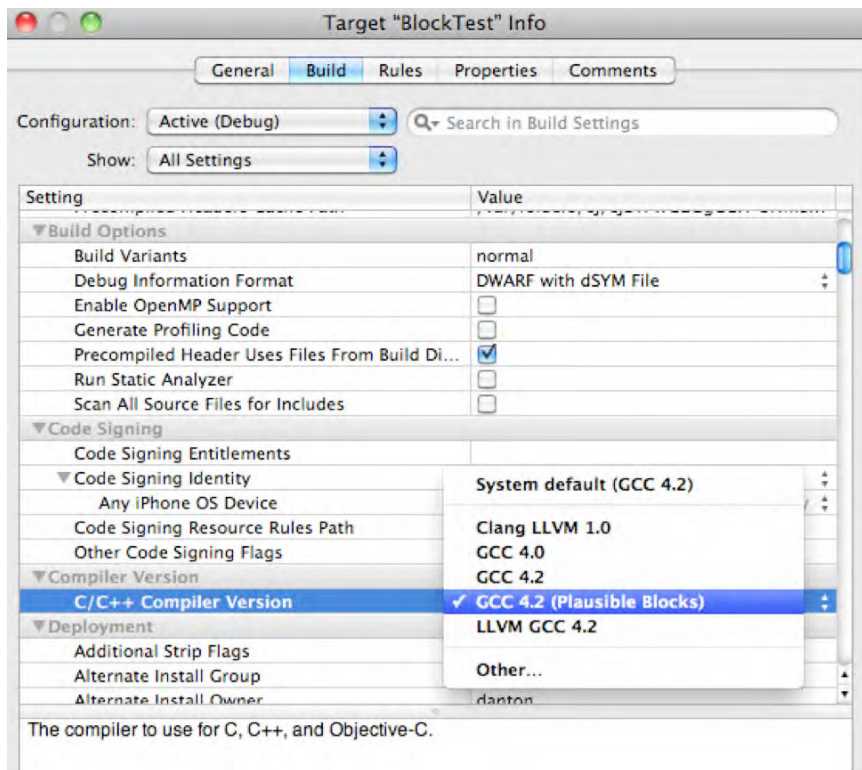 Target "BlockTest" Info
General Build Rules Properties Comments
Configuration: Active (Debug) Search in Build Settings
Show: All Settings
Setting Value
Build Options
Build Variants normal
Debug Information Format DWARF with dSYM File
Enable OpenMP Support
Generate Profiling Code
Precompiled Header Uses Files From Build Di...
Run Static Analyzer
Scan All Source Files for Includes
Code Signing
Code Signing Entitlements
Code Signing Identity
System default (GCC 4.2)
Any iPhone OS Device
Code Signing Resource Rules Path Clang LLVM 1.0
Other Code Signing Flags GCC 4.0
Compiler Version GCC 4.2
C/C++ Compiler Version ✓ GCC 4.2 (Plausible Blocks)
Deployment LLVM GCC 4.2
Additional Strip Flags
Alternate Install Group Other...
Alternate Install Owner danton
The compiler to use for C, C++, and Objective-C.